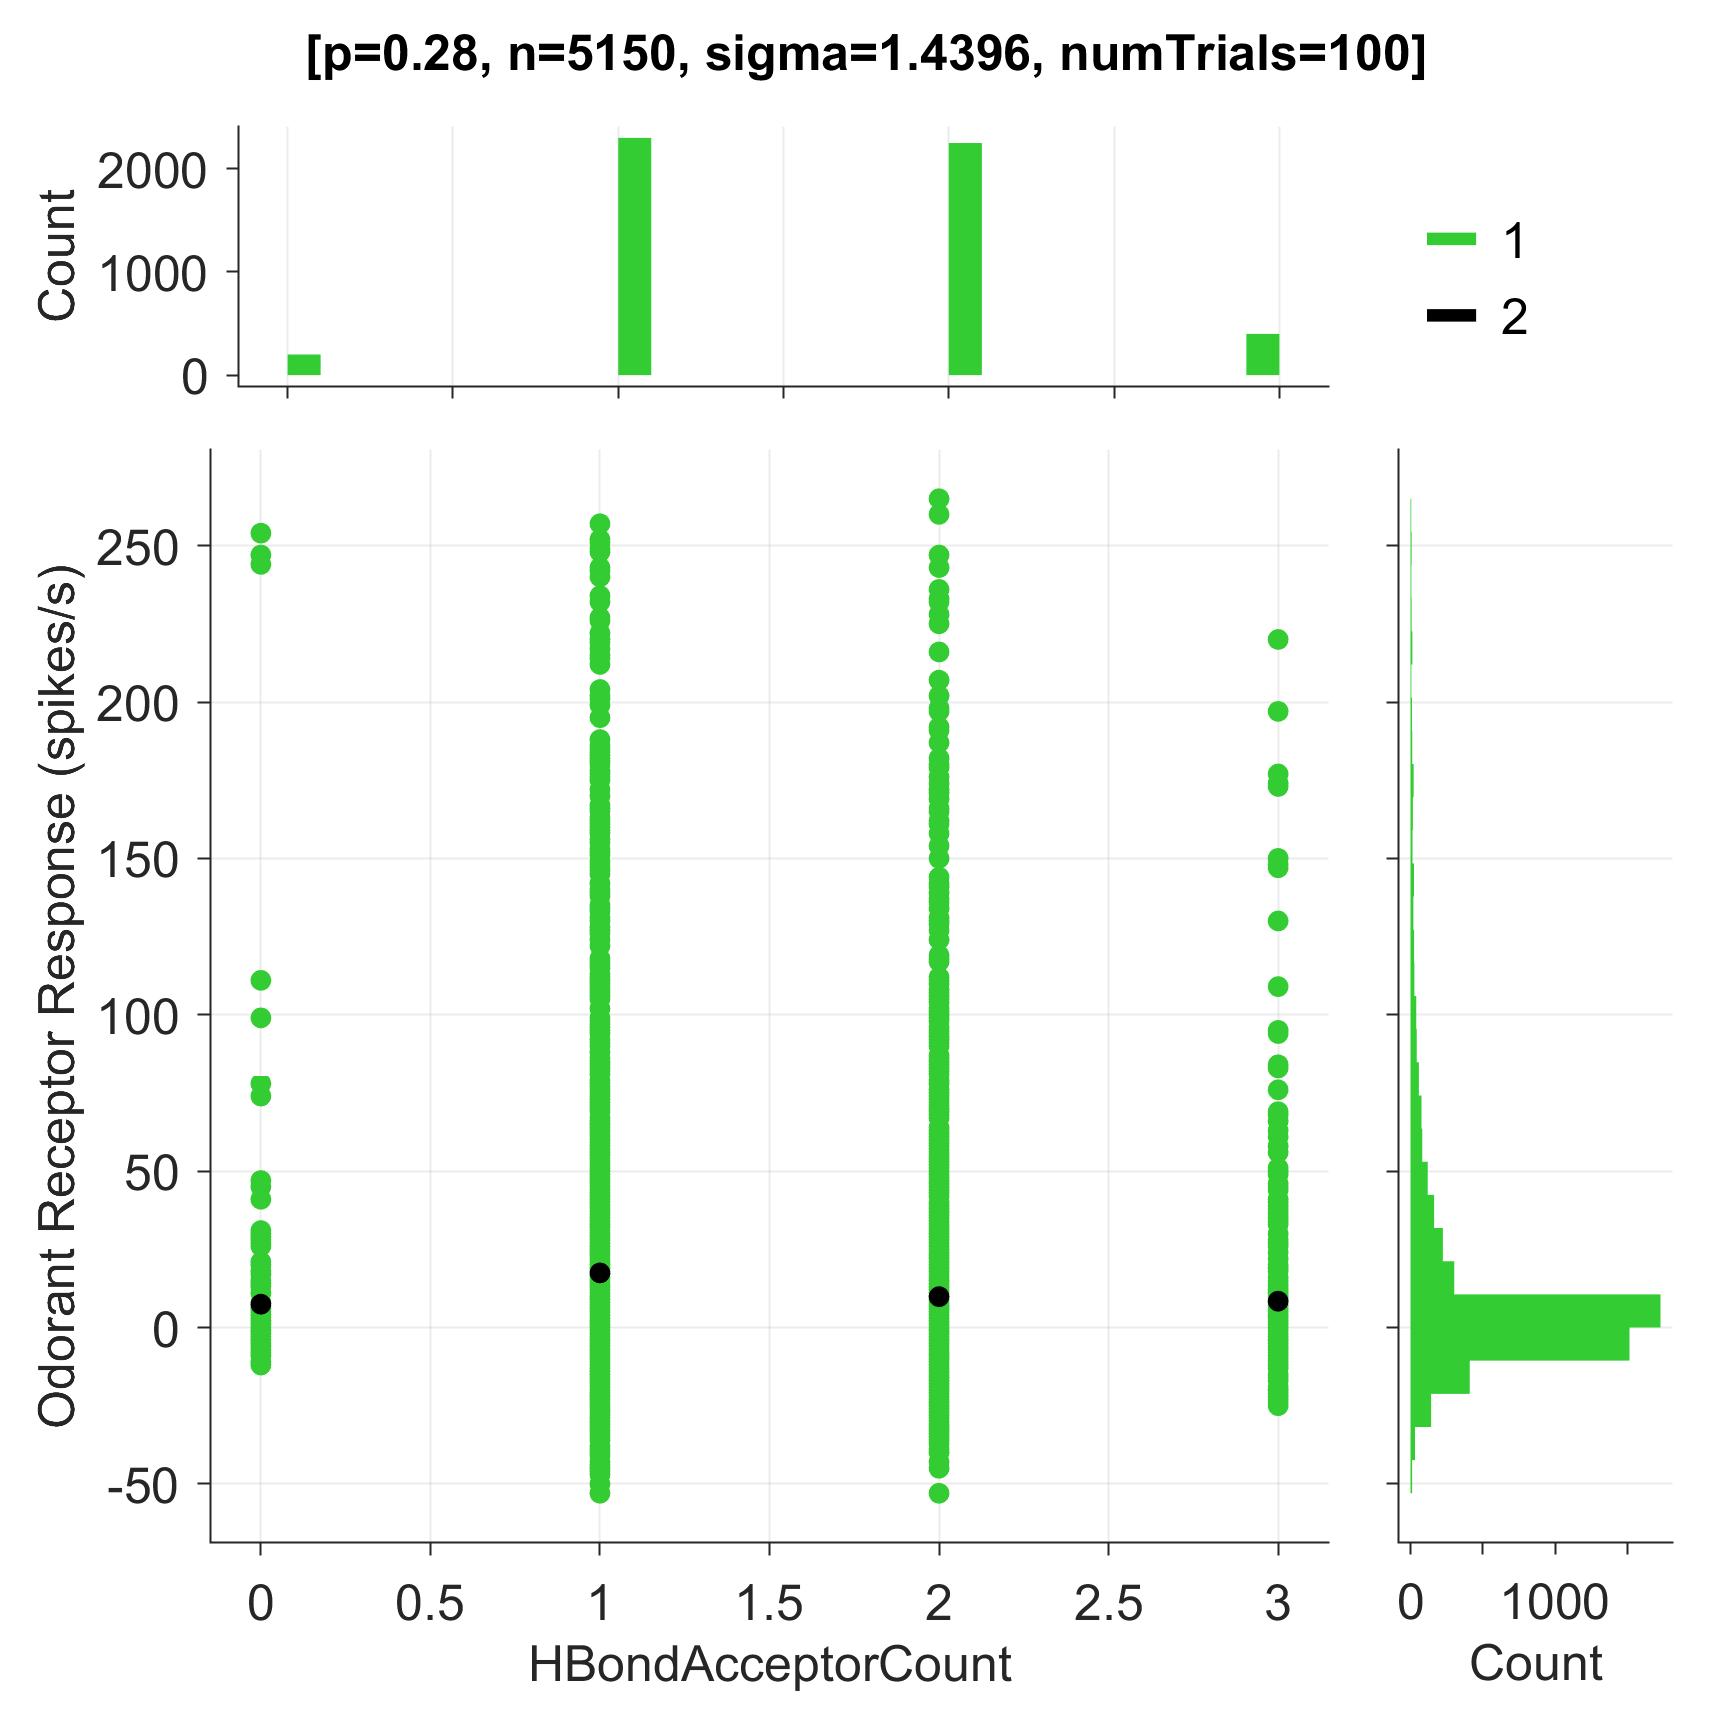 [p=0.28, n=5150, sigma=1.4396, numTrials=100]
Count
2000
1000
0
1
2
Odorant Receptor Response (spikes/s)
250
200
150
100
50
0
-50
0 0.5 1 1.5 2 2.5 3
HBondAcceptorCount
0 1000
Count